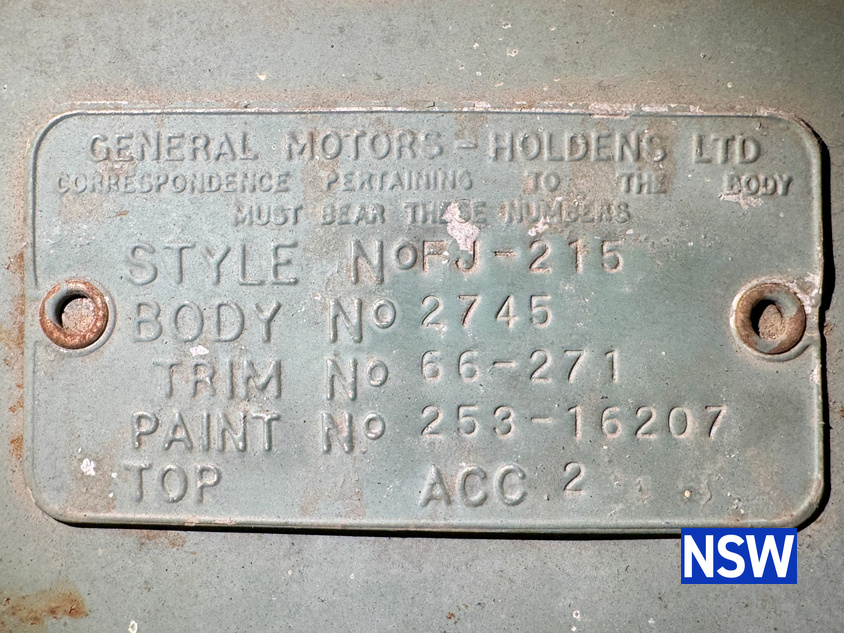 GENERAL MOTORS - HOLDENS LTD
CORRESPONDENCE PERTAINING TO THE BODY
MUST BEAR THESE NUMBERS
STYLE No FJ-215
BODY No 2745
TRIM No 66-271
PAINT No 253-16207
TOP ACC 2
NSW